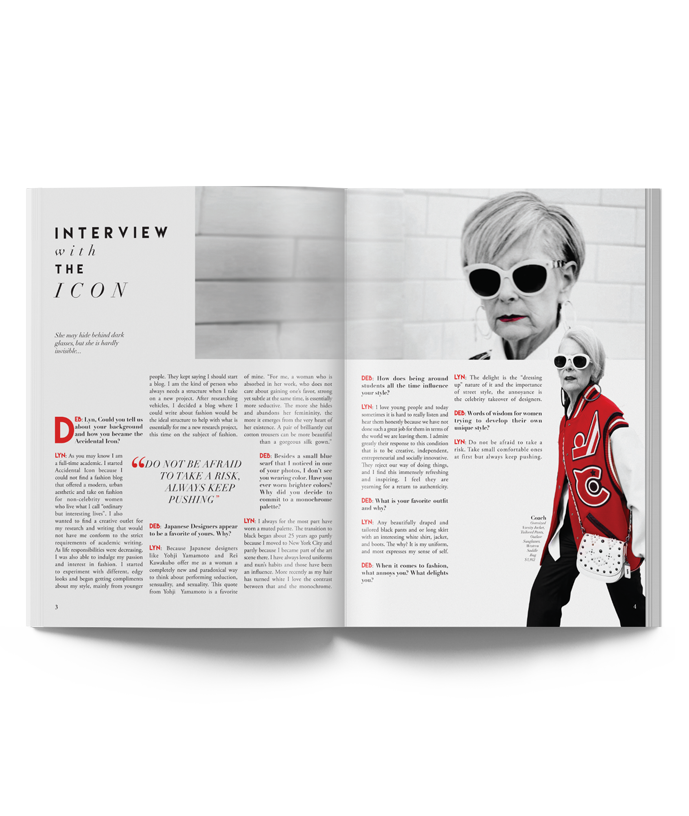 INTERVIEW
with
THE
ICON
She may hide behind dark
glasses, but she is hardly
invisible...
DEB: Lyn, Could you tell us
about your background
and how you became the
Accidental Icon?
LYN: As you may know I am
a full-time academic, I started
Accidental Icon because I
could not find a fashion blog
that offered a modern, urban
aesthetic and take on fashion
for non-celebrity women
who live what I call "ordinary
but interesting lives". I also
wanted to find a creative outlet for
my research and writing that would
not have me conform to the strict
requirements of academic writing.
As life responsibilities were decreasing,
I was also able to indulge my passion
and interest in fashion. I started
to experiment with different, edgy
looks and began getting compliments
about my style, mainly from younger
people. They kept saying I should start
a blog. I am the kind of person who
always needs a structure when I take
on a new project. After researching
vehicles, I decided a blog where I
could write about fashion would be
the ideal structure to help with what is
essentially for me a new research project,
this time on the subject of fashion.
“DO NOT BE AFRAID
TO TAKE A RISK,
ALWAYS KEEP
PUSHING”
DEB: Japanese Designers appear
to be a favorite of yours. Why?
LYN: Because Japanese designers
like Yohji Yamamoto and Rei
Kawakubo offer me as a woman a
completely new and paradoxical way
to think about performing seduction,
sensuality, and sexuality. This quote
from Yohji Yamamoto is a favorite
of mine. "For me, a woman who is
absorbed in her work, who does not
care about gaining one's favor, strong
yet subtle at the same time, is essentially
more seductive. The more she hides
and abandons her femininity, the
more it emerges from the very heart of
her existence. A pair of brilliantly cut
cotton trousers can be more beautiful
than a gorgeous silk gown."
DEB: Besides a small blue
scarf that I noticed in one
of your photos, I don't see
you wearing color. Have you
ever worn brighter colors?
Why did you decide to
commit to a monochrome
palette?
LYN: I always for the most part have
worn a muted palette. The transition to
black began about 25 years ago partly
because I moved to New York City and
partly because I became part of the art
scene there. I have always loved uniforms
and men's habits and those have been
an influence. More recently as my hair
has turned white I love the contrast
between that and the monochrome.
3
DEB: How does being around
students all the time influence
your style?
LYN: I love young people and today
sometimes it is hard to really listen and
hear them honestly because we have not
done such a great job for them in terms of
the world we are leaving them. I admire
greatly their response to this condition
that is to be creative, independent,
entrepreneurial and socially innovative.
They reject our way of doing things,
and I find this immensely refreshing
and inspiring. I feel they are
yearning for a return to authenticity.
DEB: What is your favorite outfit
and why?
LYN: Any beautifully draped and
tailored black pants and or long skirt
with an interesting white shirt, jacket,
and boots. The why? It is my uniform,
and most expresses my sense of self.
DEB: When it comes to fashion,
what annoys you? What delights
you?
LYN: The delight is the "dressing
up" nature of it and the importance
of street style, the annoyance is
the celebrity takeover of designers.
DEB: Words of wisdom for women
trying to develop their own
unique style?
LYN: Do not be afraid to take a
risk. Take small comfortable ones
at first but always keep pushing.
Coach
4